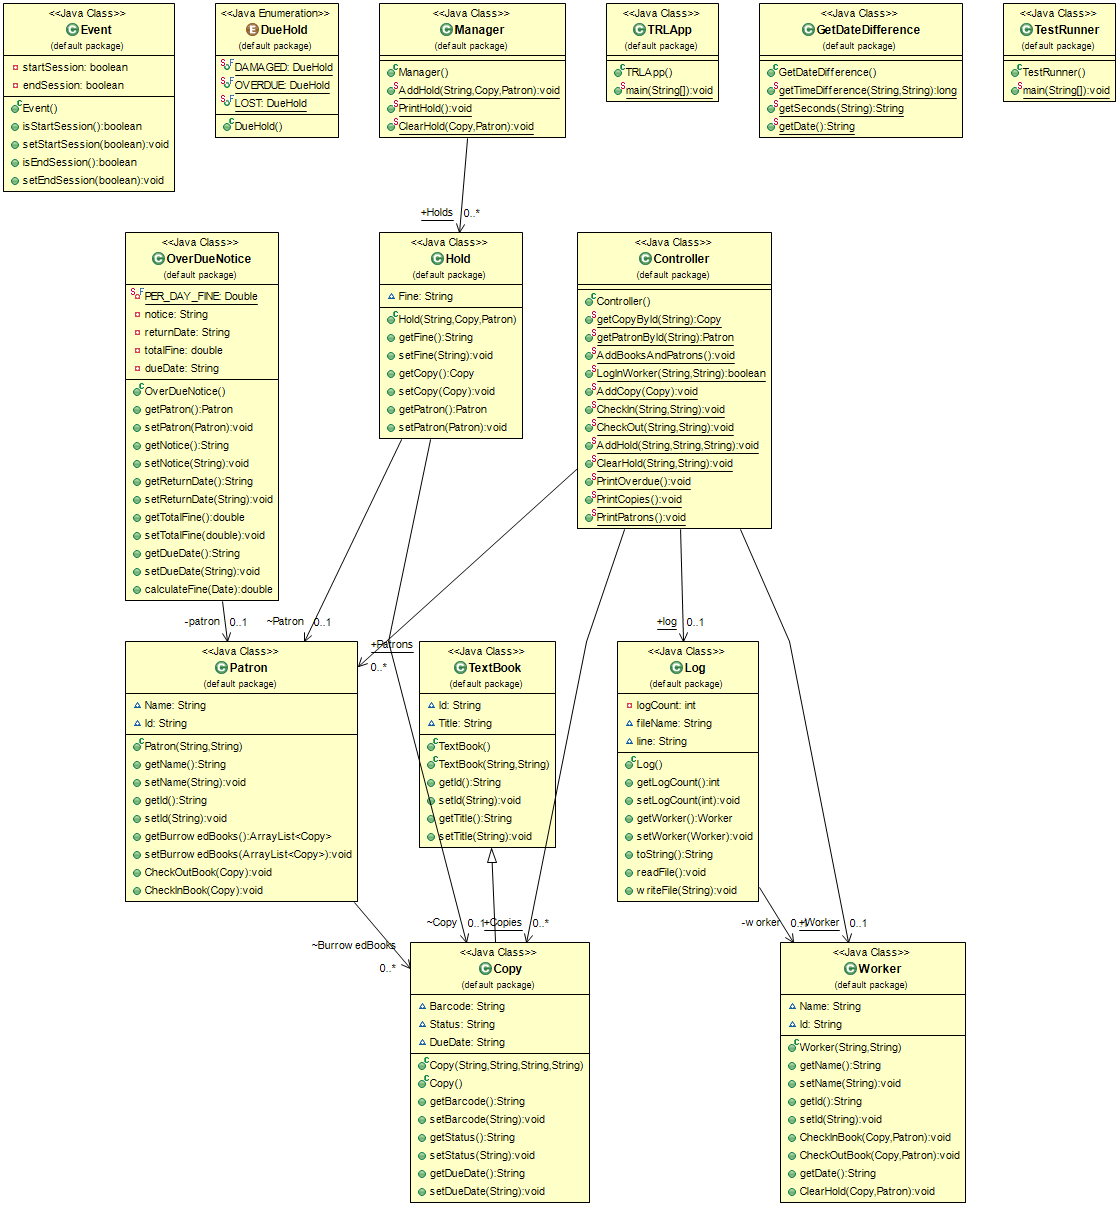 <<Java Class>>
Event
(default package)
startSession: boolean
endSession: boolean
Event()
isStartSession():boolean
setStartSession(boolean):void
isEndSession():boolean
setEndSession(boolean):void
<<Java Enumeration>>
DueHold
(default package)
DAMAGED: DueHold
OVERDUE: DueHold
LOST: DueHold
DueHold()
<<Java Class>>
Manager
(default package)
Manager()
AddHold(String,Copy,Patron):void
PrintHold():void
ClearHold(Copy,Patron):void
<<Java Class>>
TRLApp
(default package)
TRLApp()
main(String[]):void
<<Java Class>>
GetDateDifference
(default package)
GetDateDifference()
getTimeDifference(String,String):long
getSeconds(String):String
getDate():String
<<Java Class>>
TestRunner
(default package)
TestRunner()
main(String[]):void
+Holds 0..*
<<Java Class>>
OverDueNotice
(default package)
PER_DAY_FINE: Double
notice: String
returnDate: String
totalFine: double
dueDate: String
OverDueNotice()
getPatron():Patron
setPatron(Patron):void
getNotice():String
setNotice(String):void
getReturnDate():String
setReturnDate(String):void
getTotalFine():double
setTotalFine(double):void
getDueDate():String
setDueDate(String):void
calculateFine(Date):double
<<Java Class>>
Hold
(default package)
Fine: String
Hold(String,Copy,Patron)
getFine():String
setFine(String):void
getCopy():Copy
setCopy(Copy):void
getPatron():Patron
setPatron(Patron):void
<<Java Class>>
Controller
(default package)
Controller()
getCopyById(String):Copy
getPatronById(String):Patron
AddBooksAndPatrons():void
LogInWorker(String,String):boolean
AddCopy(Copy):void
CheckIn(String,String):void
CheckOut(String,String):void
AddHold(String,String,String):void
ClearHold(String,String):void
PrintOverdue():void
PrintCopies():void
PrintPatrons():void
-patron 0..1
~Patron 0..1
+Patrons
0..*
+log 0..1
<<Java Class>>
Patron
(default package)
Name: String
Id: String
Patron(String,String)
getName():String
setName(String):void
getId():String
setId(String):void
getBurrowedBooks():ArrayList<Copy>
setBurrowedBooks(ArrayList<Copy>):void
CheckOutBook(Copy):void
CheckInBook(Copy):void
<<Java Class>>
TextBook
(default package)
Id: String
Title: String
TextBook()
TextBook(String,String)
getId():String
setId(String):void
getTitle():String
setTitle(String):void
<<Java Class>>
Log
(default package)
logCount: int
fileName: String
line: String
Log()
getLogCount():int
setLogCount(int):void
getWorker():Worker
setWorker(Worker):void
toString():String
readFile():void
writeFile(String):void
~BurrowedBooks
0..*
~Copy 0..1
+Copies 0..*
-worker 0..1
+Worker 0..1
<<Java Class>>
Copy
(default package)
Barcode: String
Status: String
DueDate: String
Copy(String,String,String,String)
Copy()
getBarcode():String
setBarcode(String):void
getStatus():String
setStatus(String):void
getDueDate():String
setDueDate(String):void
<<Java Class>>
Worker
(default package)
Name: String
Id: String
Worker(String,String)
getName():String
setName(String):void
getId():String
setId(String):void
CheckInBook(Copy,Patron):void
CheckOutBook(Copy,Patron):void
getDate():String
ClearHold(Copy,Patron):void